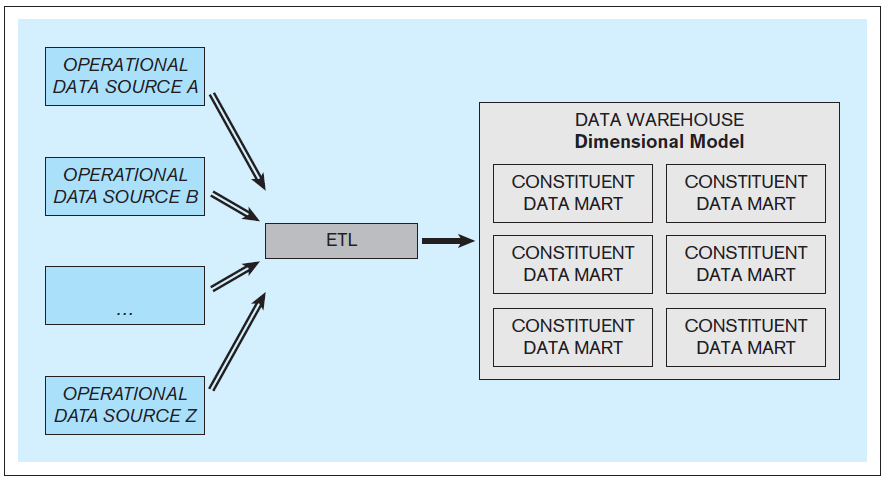 OPERATIONAL
DATA SOURCE A
OPERATIONAL
DATA SOURCE B
...
OPERATIONAL
DATA SOURCE Z
ETL
DATA WAREHOUSE
Dimensional Model
CONSTITUENT
DATA MART
CONSTITUENT
DATA MART
CONSTITUENT
DATA MART
CONSTITUENT
DATA MART
CONSTITUENT
DATA MART
CONSTITUENT
DATA MART